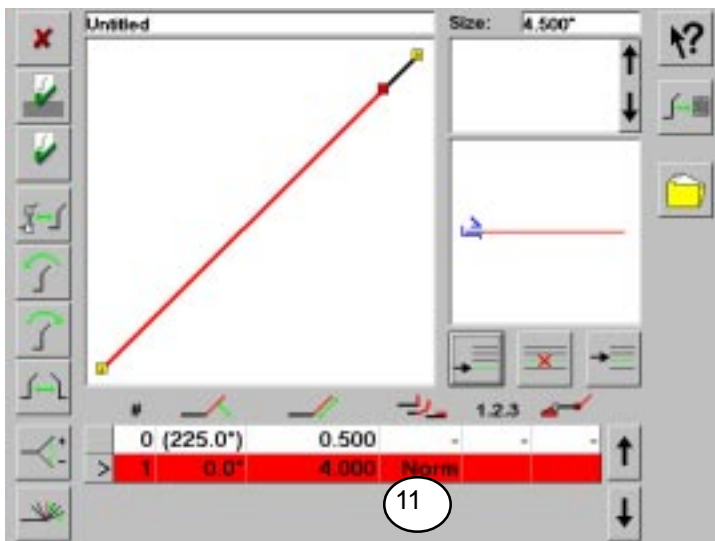 Untitled
Size: 4.500"
# 1.2.3
0 (225.0°) 0.500 - - -
> 1 0.0° 4.000 Norm
11